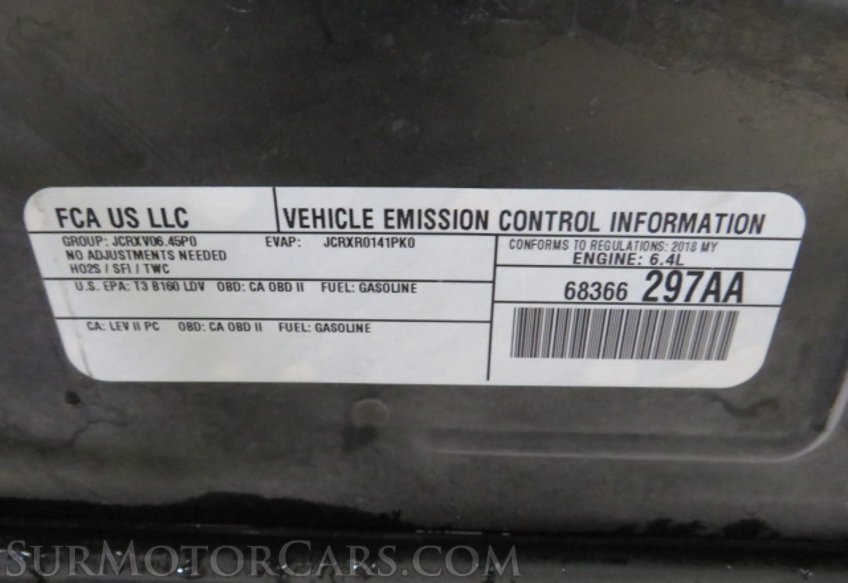 FCA US LLC
VEHICLE EMISSION CONTROL INFORMATION
GROUP: JCRXV06.45P0 EVAP: JCRXR0141PK0
NO ADJUSTMENTS NEEDED
HO2S / SFI / TWC
CONFORMS TO REGULATIONS: 2018 MY
ENGINE: 6.4L
U.S. EPA: T3 B160 LDV OBD: CA OBD II FUEL: GASOLINE
68366 297AA
CA: LEV II PC OBD: CA OBD II FUEL: GASOLINE
SURMOTORCARS.COM